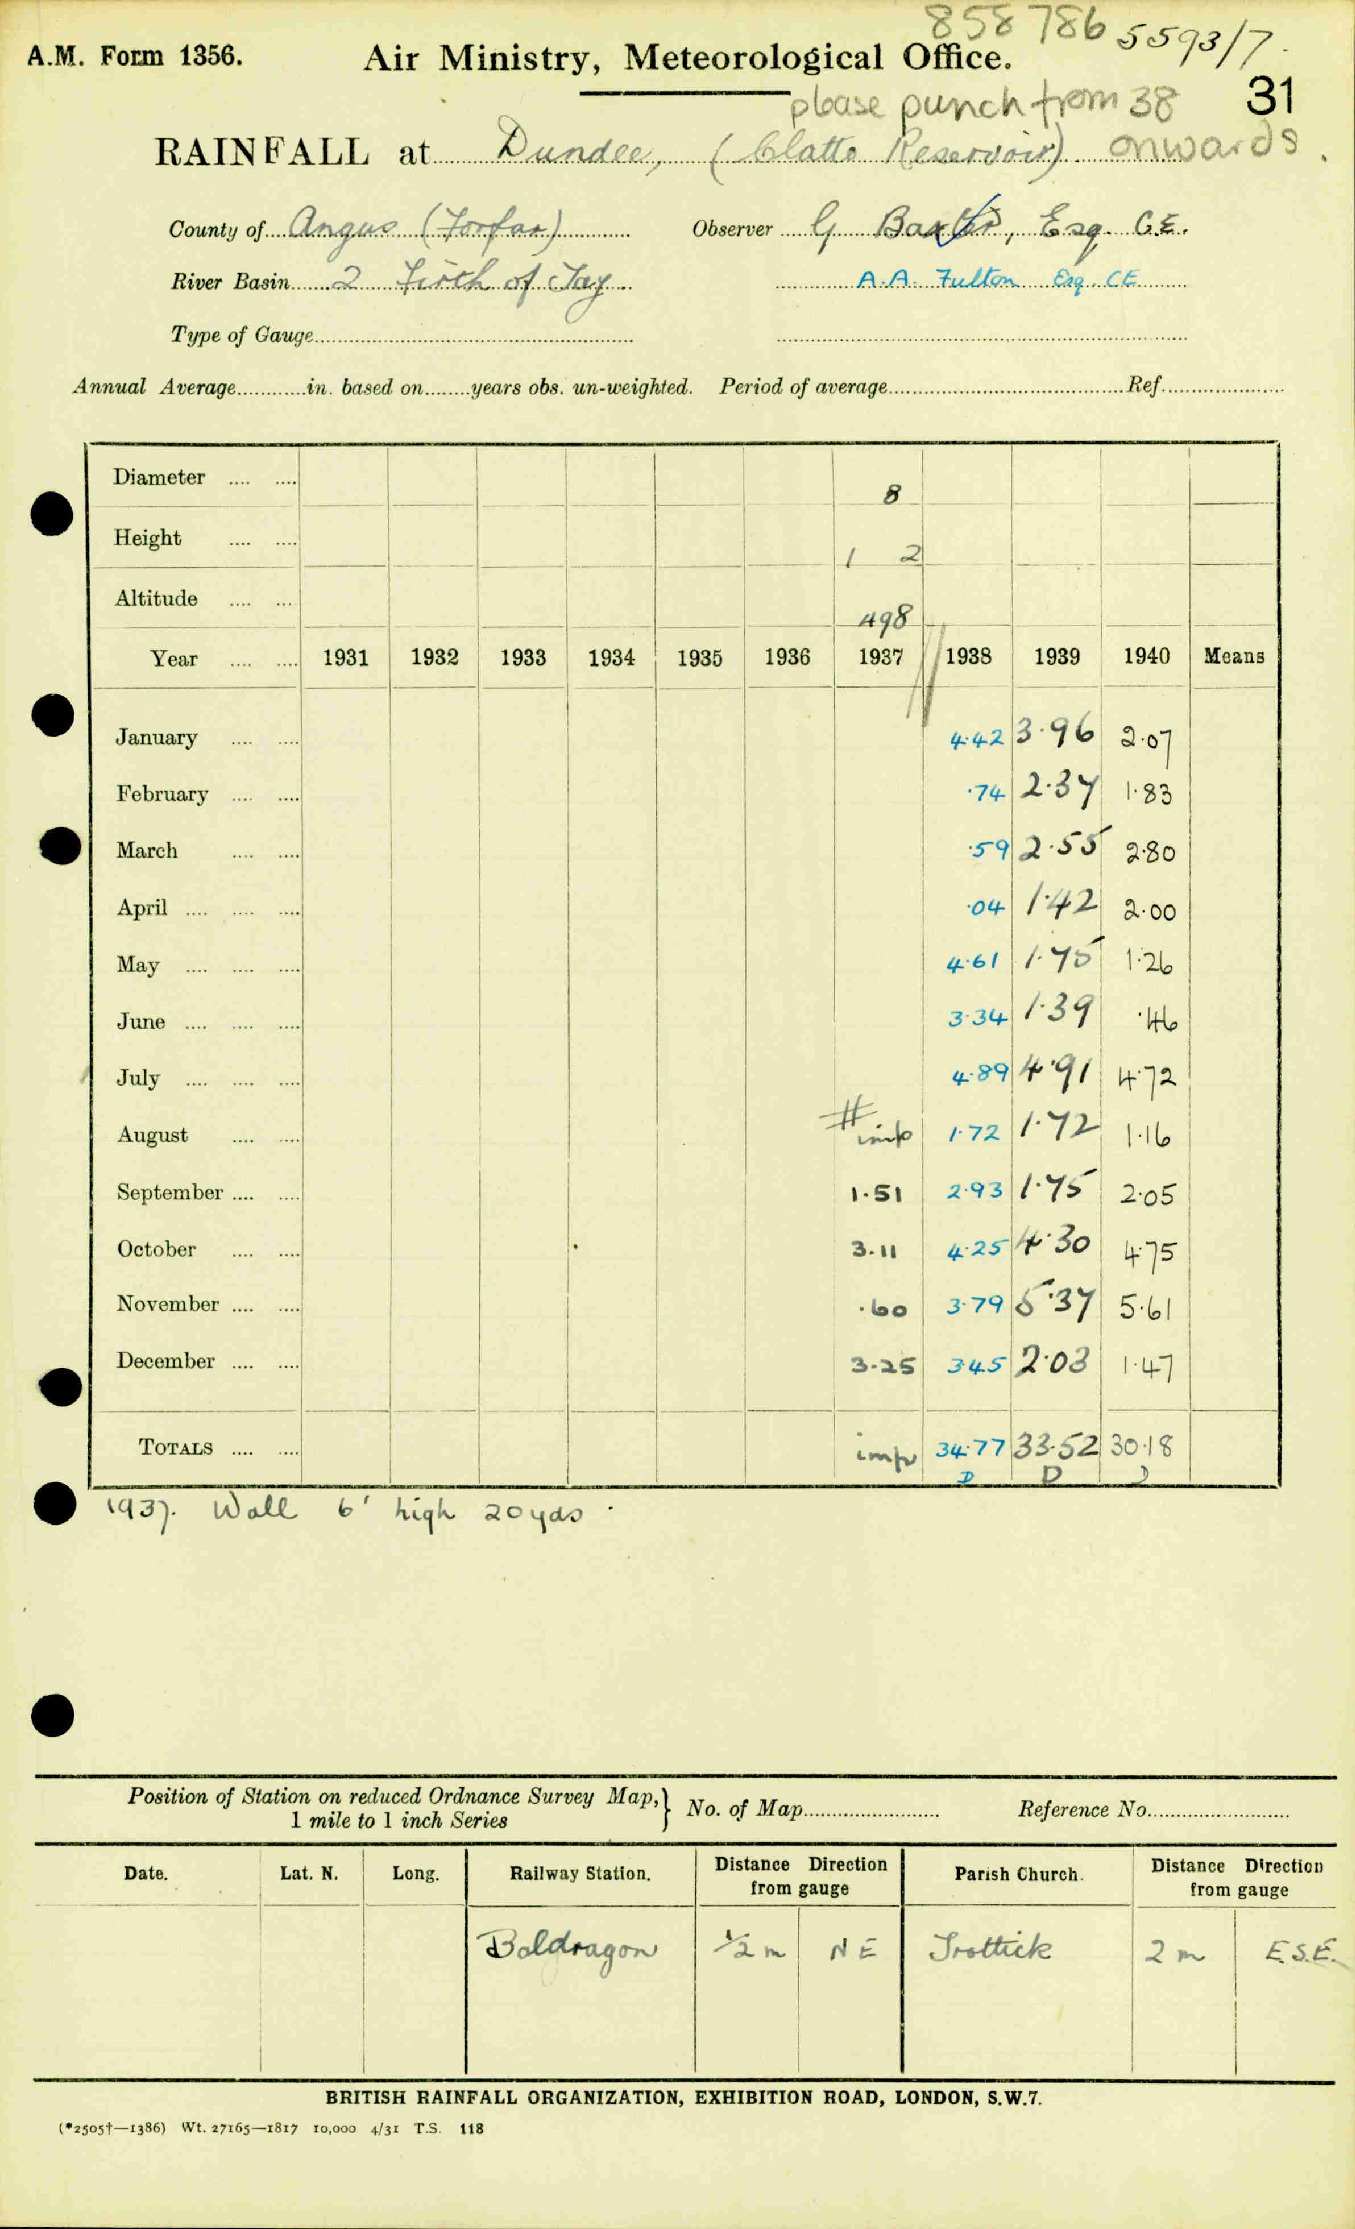 858 786 5593/7.
A.M. Form 1356. Air Ministry, Meteorological Office.
please punch from 38 31
RAINFALL at Dundee, (Clatto Reservoir) onwards.
County of Angus (Forfar) Observer G Baxter, Esq. C.E.
River Basin 2 Firth of Tay. A.A. Fulton Esq. CE
Type of Gauge
Annual Average in. based on years obs. un-weighted. Period of average Ref.
Diameter 8
Height 1 2
Altitude 498
Year 1931 1932 1933 1934 1935 1936 1937 // 1938 1939 1940 Means
January 4.42 3.96 2.07
February .74 2.37 1.83
March .59 2.55 2.80
April .04 1.42 2.00
May 4.61 1.75 1.26
June 3.34 1.39 .46
July 4.89 4.91 4.72
August # imp 1.72 1.72 1.16
September 1.51 2.93 1.75 2.05
October 3.11 4.25 4.30 4.75
November .60 3.79 5.37 5.61
December 3.25 3.45 2.03 1.47
TOTALS imp 34.77 33.52 30.18
D D D
1937. Wall 6' high 20yds
Position of Station on reduced Ordnance Survey Map, } No. of Map Reference No.
1 mile to 1 inch Series
Date. Lat. N. Long. Railway Station. Distance Direction from gauge Parish Church. Distance Direction from gauge
Baldragon 1/2 m N E Trottick 2 m E.S.E.
BRITISH RAINFALL ORGANIZATION, EXHIBITION ROAD, LONDON, S.W.7.
(*2505†—1386) Wt. 27165—1817 10,000 4/31 T.S. 118